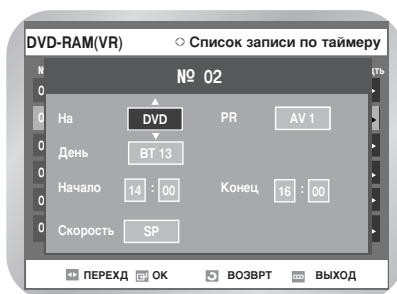 DVD-RAM(VR) Список записи по таймеру
№ 02
На DVD PR AV 1
День ВТ 13
Начало 14 : 00 Конец 16 : 00
Скорость SP
ПЕРЕХД ОК ВОЗВРТ ВЫХОД